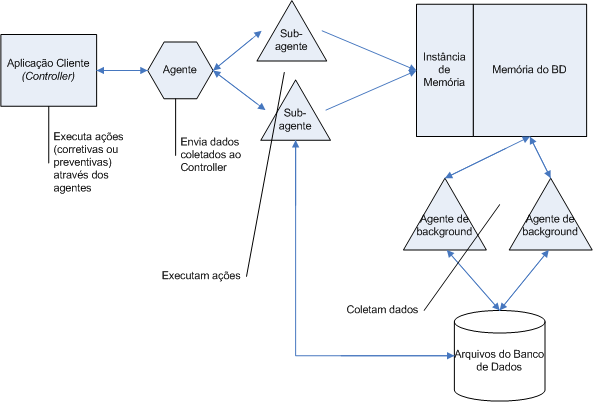 Aplicação Cliente
(Controller)
Agente
Sub-
agente
Sub-
agente
Instância
de
Memória
Memória do BD
Executa ações
(corretivas ou
preventivas)
através dos
agentes
Envia dados
coletados ao
Controller
Agente de
background
Agente de
background
Executam ações
Coletam dados
Arquivos do Banco
de Dados